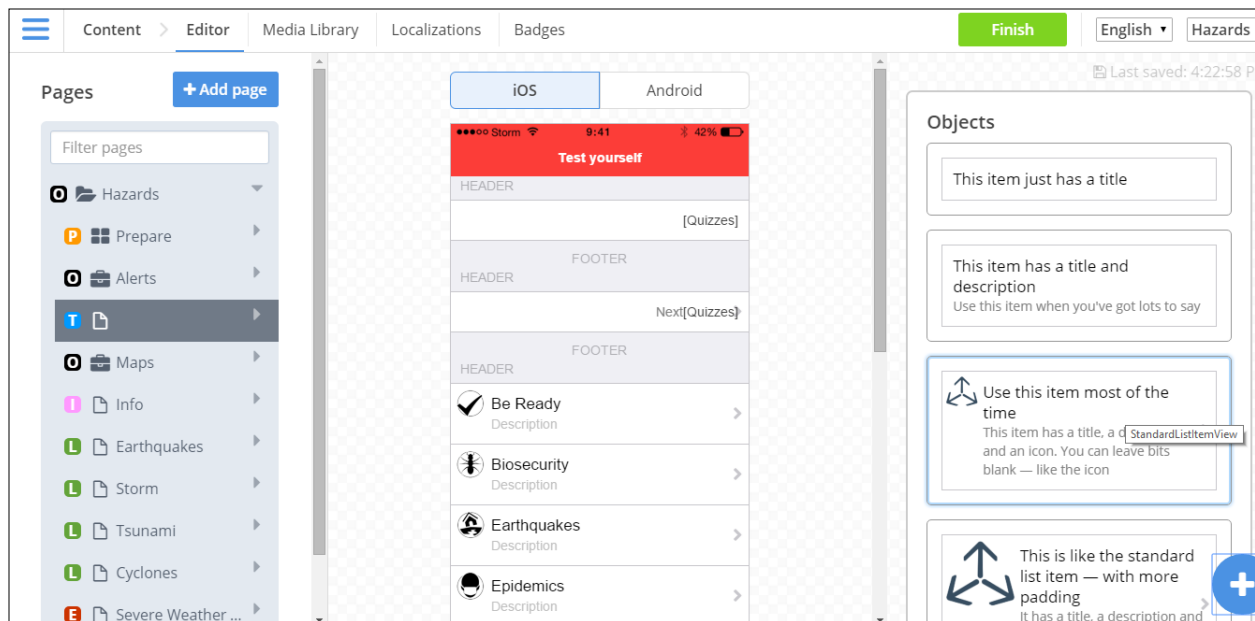 Content
Editor
Media Library
Localizations
Badges
Finish
English
Hazards
Last saved: 4:22:58 P
Pages
+ Add page
Filter pages
O Hazards
P Prepare
O Alerts
T
O Maps
I Info
L Earthquakes
L Storm
L Tsunami
L Cyclones
E Severe Weather ...
iOS
Android
Storm 9:41 42%
Test yourself
HEADER
[Quizzes]
FOOTER
HEADER
Next[Quizzes]
FOOTER
HEADER
Be Ready
Description
Biosecurity
Description
Earthquakes
Description
Epidemics
Description
Objects
This item just has a title
This item has a title and
description
Use this item when you've got lots to say
Use this item most of the
time
This item has a title, a d
StandardListItemView
and an icon. You can leave bits
blank — like the icon
This is like the standard
list item — with more
padding
It has a title, a description and